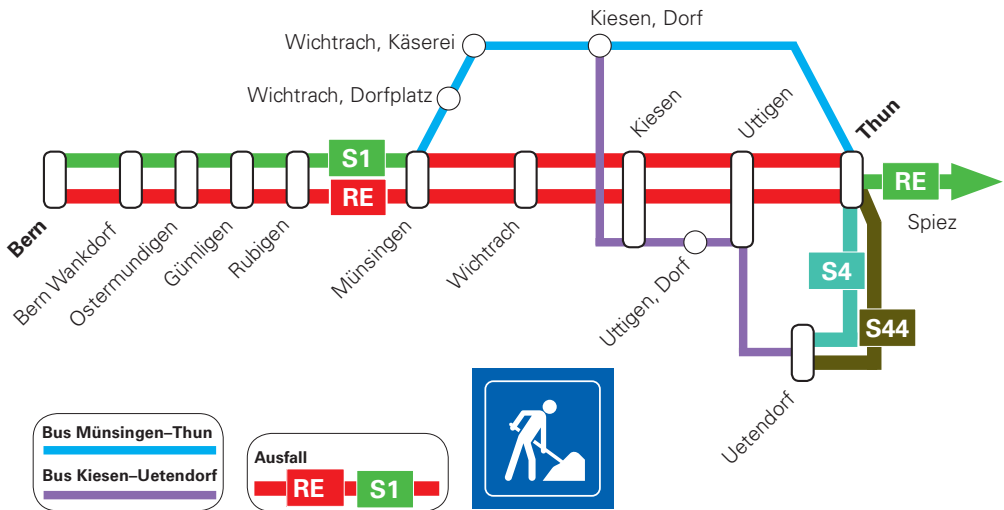 Kiesen, Dorf
Wichtrach, Käserei
Wichtrach, Dorfplatz
Kiesen
Uttigen
Thun
S1
RE
RE
Spiez
Bern
Bern Wankdorf
Ostermundigen
Gümligen
Rubigen
Münsingen
Wichtrach
Uttigen, Dorf
S4
S44
Uetendorf
Bus Münsingen–Thun
Bus Kiesen–Uetendorf
Ausfall
RE
S1